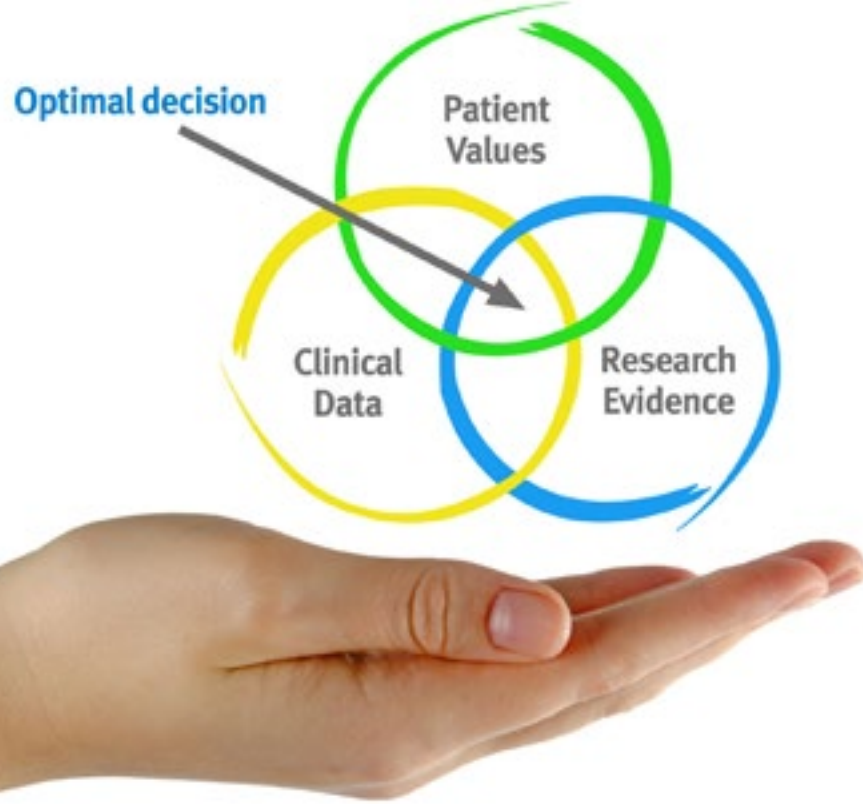 Optimal decision
Patient
Values
Clinical
Data
Research
Evidence